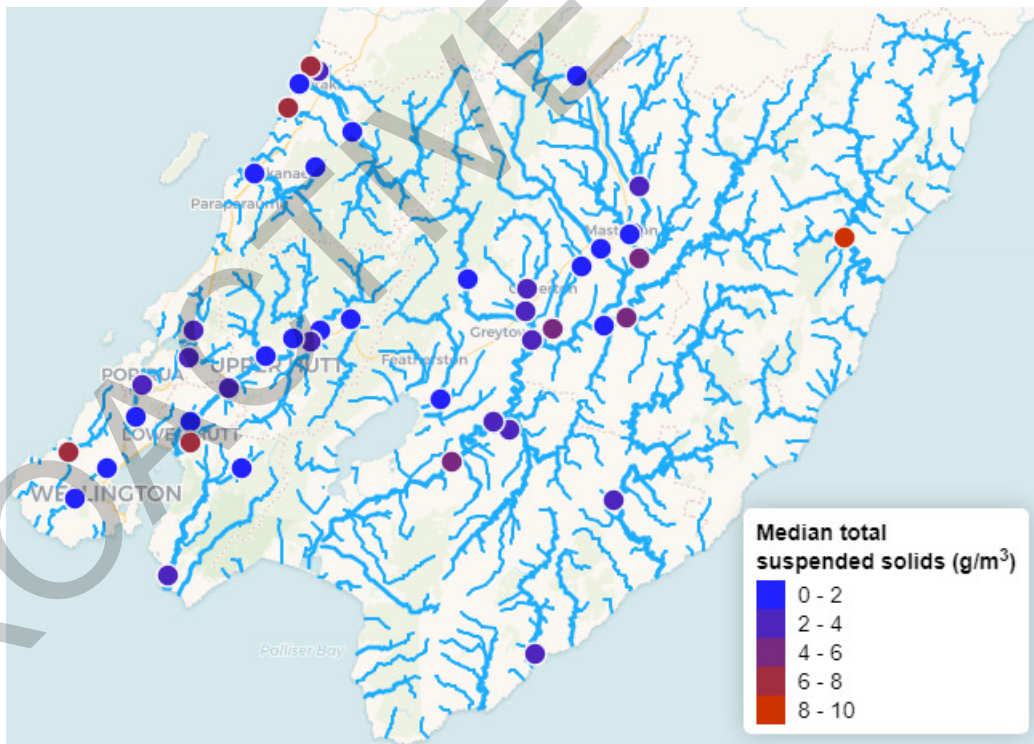 Paraparaumu
Masterton
Carterton
Greytown
Featherston
PORIRUA
UPPER HUTT
LOWER HUTT
WELLINGTON
Palliser Bay
Median total
suspended solids (g/m³)
0 - 2
2 - 4
4 - 6
6 - 8
8 - 10